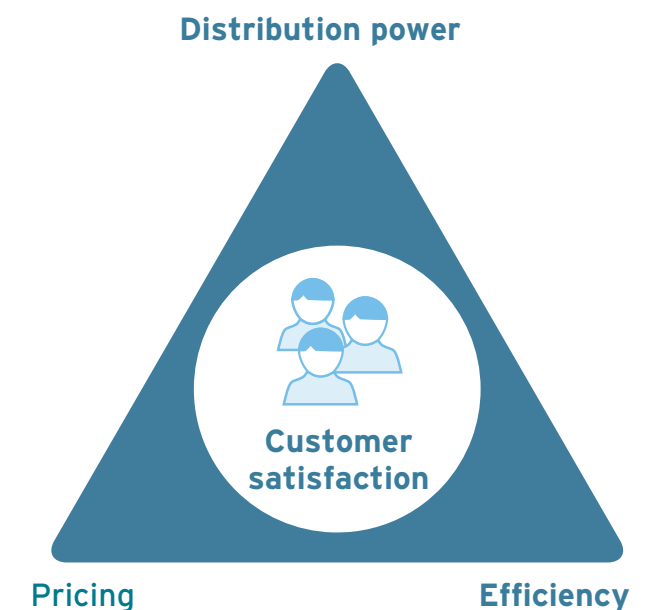 Distribution power
Customer
satisfaction
Pricing
Efficiency